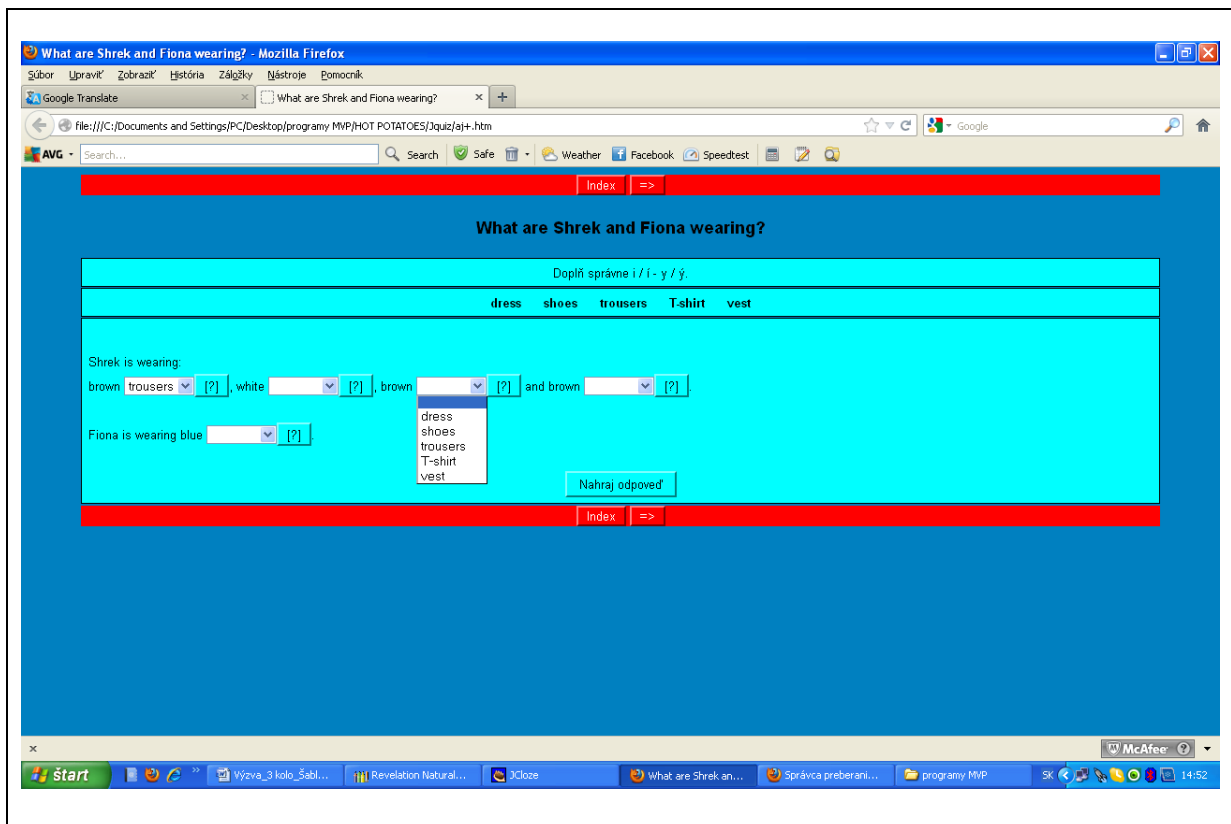 What are Shrek and Fiona wearing? - Mozilla Firefox
Súbor Upraviť Zobraziť História Záložky Nástroje Pomocník
Google Translate × What are Shrek and Fiona wearing? × +
file:///C:/Documents and Settings/PC/Desktop/programy MVP/HOT POTATOES/Jquiz/aj+.htm Google
AVG Search... Search Safe Weather Facebook Speedtest
Index =>
What are Shrek and Fiona wearing?
Doplň správne i / í - y / ý.
dress shoes trousers T-shirt vest
Shrek is wearing:
brown trousers [?] , white [?] , brown [?] and brown [?] .
dress
shoes
trousers
T-shirt
vest
Fiona is wearing blue [?] .
Nahraj odpoveď
Index =>
× McAfee
štart Výzva_3 kolo_Šabl... Revelation Natural... JCloze What are Shrek an... Správca preberani... programy MVP SK 14:52